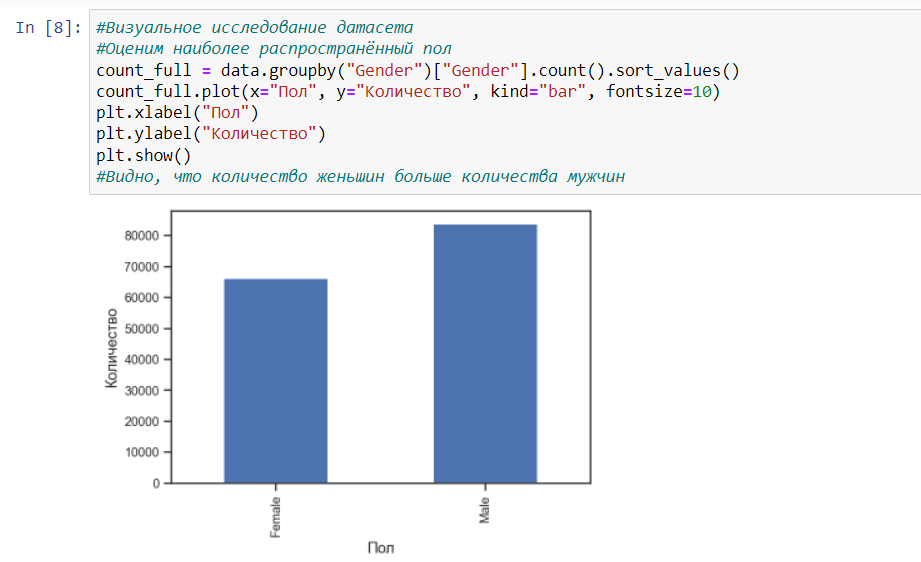 In [8]:
#Визуальное исследование датасета
#Оценим наиболее распространённый пол
count_full = data.groupby("Gender")["Gender"].count().sort_values()
count_full.plot(x="Пол", y="Количество", kind="bar", fontsize=10)
plt.xlabel("Пол")
plt.ylabel("Количество")
plt.show()
#Видно, что количество женьшин больше количества мужчин
80000
70000
60000
50000
40000
30000
20000
10000
0
Количество
Female
Male
Пол